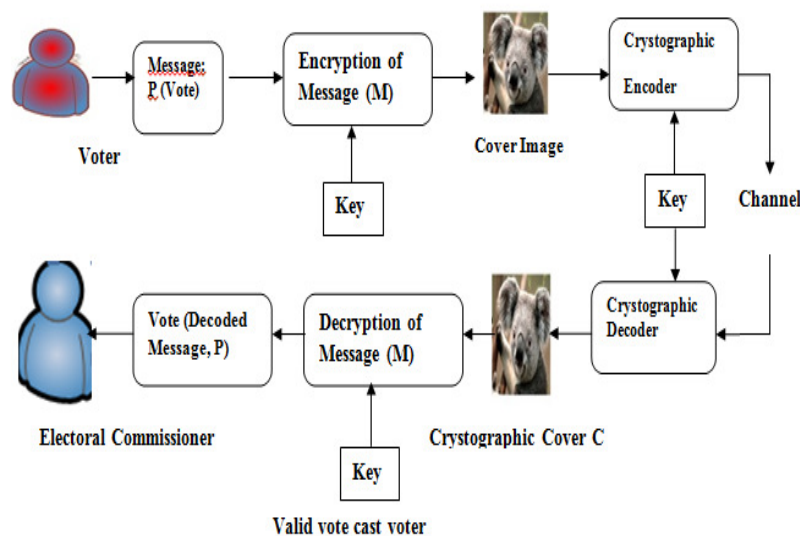 Message:
P (Vote)
Encryption of
Message (M)
Crystographic
Encoder
Voter
Cover Image
Key
Key
Channel
Vote (Decoded
Message, P)
Decryption of
Message (M)
Crystographic
Decoder
Electoral Commissioner
Crystographic Cover C
Key
Valid vote cast voter